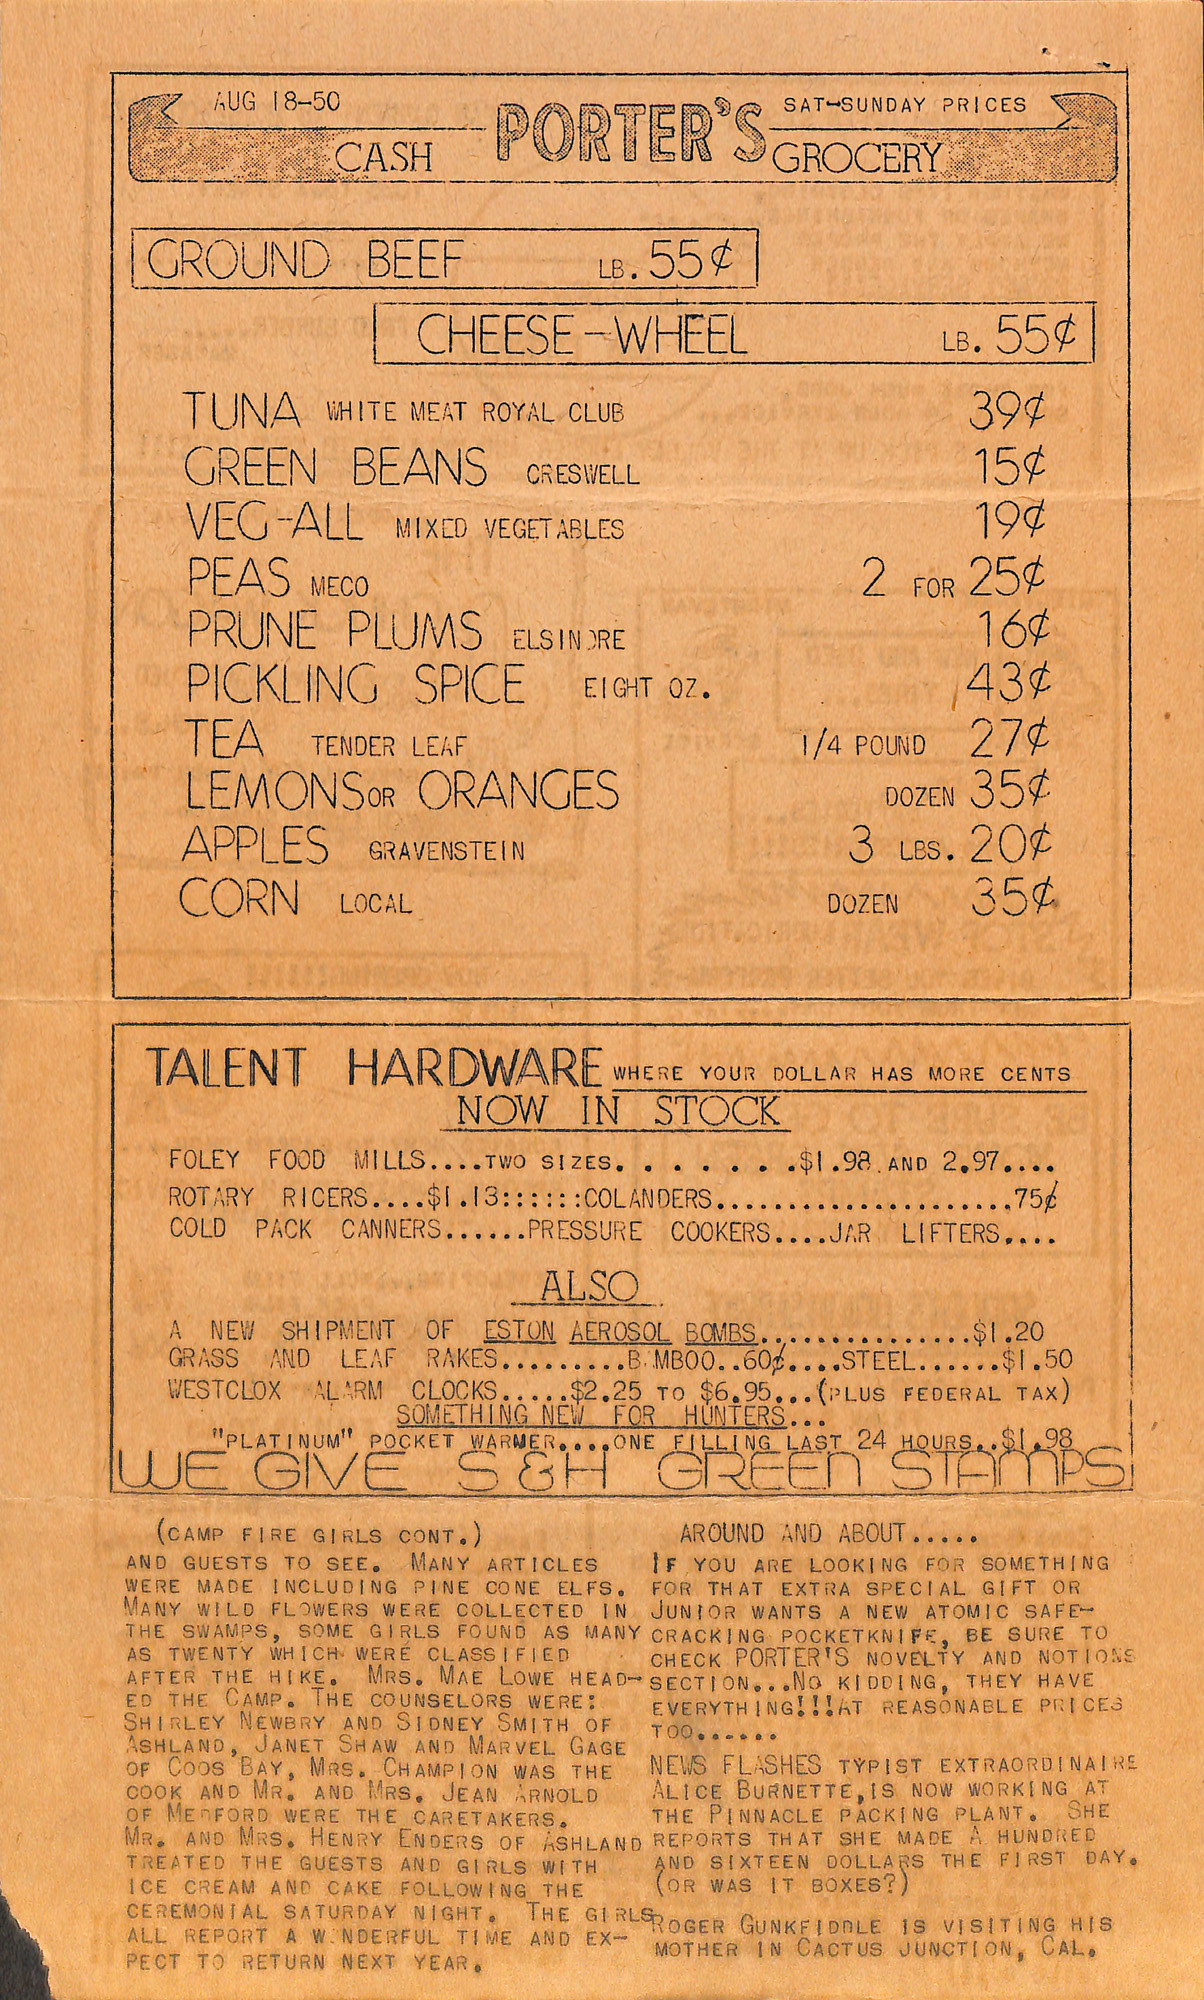 AUG 18-50
PORTER'S
SAT-SUNDAY PRICES
CASH
GROCERY
GROUND BEEF LB. 55¢
CHEESE-WHEEL LB. 55¢
TUNA WHITE MEAT ROYAL CLUB 39¢
GREEN BEANS CRESWELL 15¢
VEG-ALL MIXED VEGETABLES 19¢
PEAS MECO 2 FOR 25¢
PRUNE PLUMS ELSINORE 16¢
PICKLING SPICE EIGHT OZ. 43¢
TEA TENDER LEAF 1/4 POUND 27¢
LEMONS OR ORANGES DOZEN 35¢
APPLES GRAVENSTEIN 3 LBS. 20¢
CORN LOCAL DOZEN 35¢
TALENT HARDWARE WHERE YOUR DOLLAR HAS MORE CENTS
NOW IN STOCK
FOLEY FOOD MILLS....TWO SIZES. . . . . . .$1.98.AND 2.97....
ROTARY RICERS....$1.13::::::COLANDERS.....................75¢
COLD PACK CANNERS......PRESSURE COOKERS....JAR LIFTERS....
ALSO
A NEW SHIPMENT OF ESTON AEROSOL BOMBS...............$1.20
GRASS AND LEAF RAKES.........BAMBOO..60¢....STEEL......$1.50
WESTCLOX ALARM CLOCKS.....$2.25 TO $6.95...(PLUS FEDERAL TAX)
SOMETHING NEW FOR HUNTERS...
"PLATINUM" POCKET WARMER....ONE FILLING LAST 24 HOURS..$1.98
WE GIVE S&H GREEN STAMPS!
(CAMP FIRE GIRLS CONT.)
AND GUESTS TO SEE. MANY ARTICLES
WERE MADE INCLUDING PINE CONE ELFS.
MANY WILD FLOWERS WERE COLLECTED IN
THE SWAMPS, SOME GIRLS FOUND AS MANY
AS TWENTY WHICH WERE CLASSIFIED
AFTER THE HIKE. MRS. MAE LOWE HEAD-
ED THE CAMP. THE COUNSELORS WERE:
SHIRLEY NEWBRY AND SIDNEY SMITH OF
ASHLAND, JANET SHAW AND MARVEL GAGE
OF COOS BAY, MRS. CHAMPION WAS THE
COOK AND MR. AND MRS. JEAN ARNOLD
OF MEDFORD WERE THE CARETAKERS.
MR. AND MRS. HENRY ENDERS OF ASHLAND
TREATED THE GUESTS AND GIRLS WITH
ICE CREAM AND CAKE FOLLOWING THE
CEREMONIAL SATURDAY NIGHT. THE GIRLS
ALL REPORT A WONDERFUL TIME AND EX-
PECT TO RETURN NEXT YEAR.
AROUND AND ABOUT.....
IF YOU ARE LOOKING FOR SOMETHING
FOR THAT EXTRA SPECIAL GIFT OR
JUNIOR WANTS A NEW ATOMIC SAFE-
CRACKING POCKETKNIFE, BE SURE TO
CHECK PORTER'S NOVELTY AND NOTIONS
SECTION...NO KIDDING, THEY HAVE
EVERYTHING!!!AT REASONABLE PRICES
TOO......
NEWS FLASHES TYPIST EXTRAORDINAIRE
ALICE BURNETTE,IS NOW WORKING AT
THE PINNACLE PACKING PLANT. SHE
REPORTS THAT SHE MADE A HUNDRED
AND SIXTEEN DOLLARS THE FIRST DAY.
(OR WAS IT BOXES?)
ROGER GUNKFIDDLE IS VISITING HIS
MOTHER IN CACTUS JUNCTION, CAL.